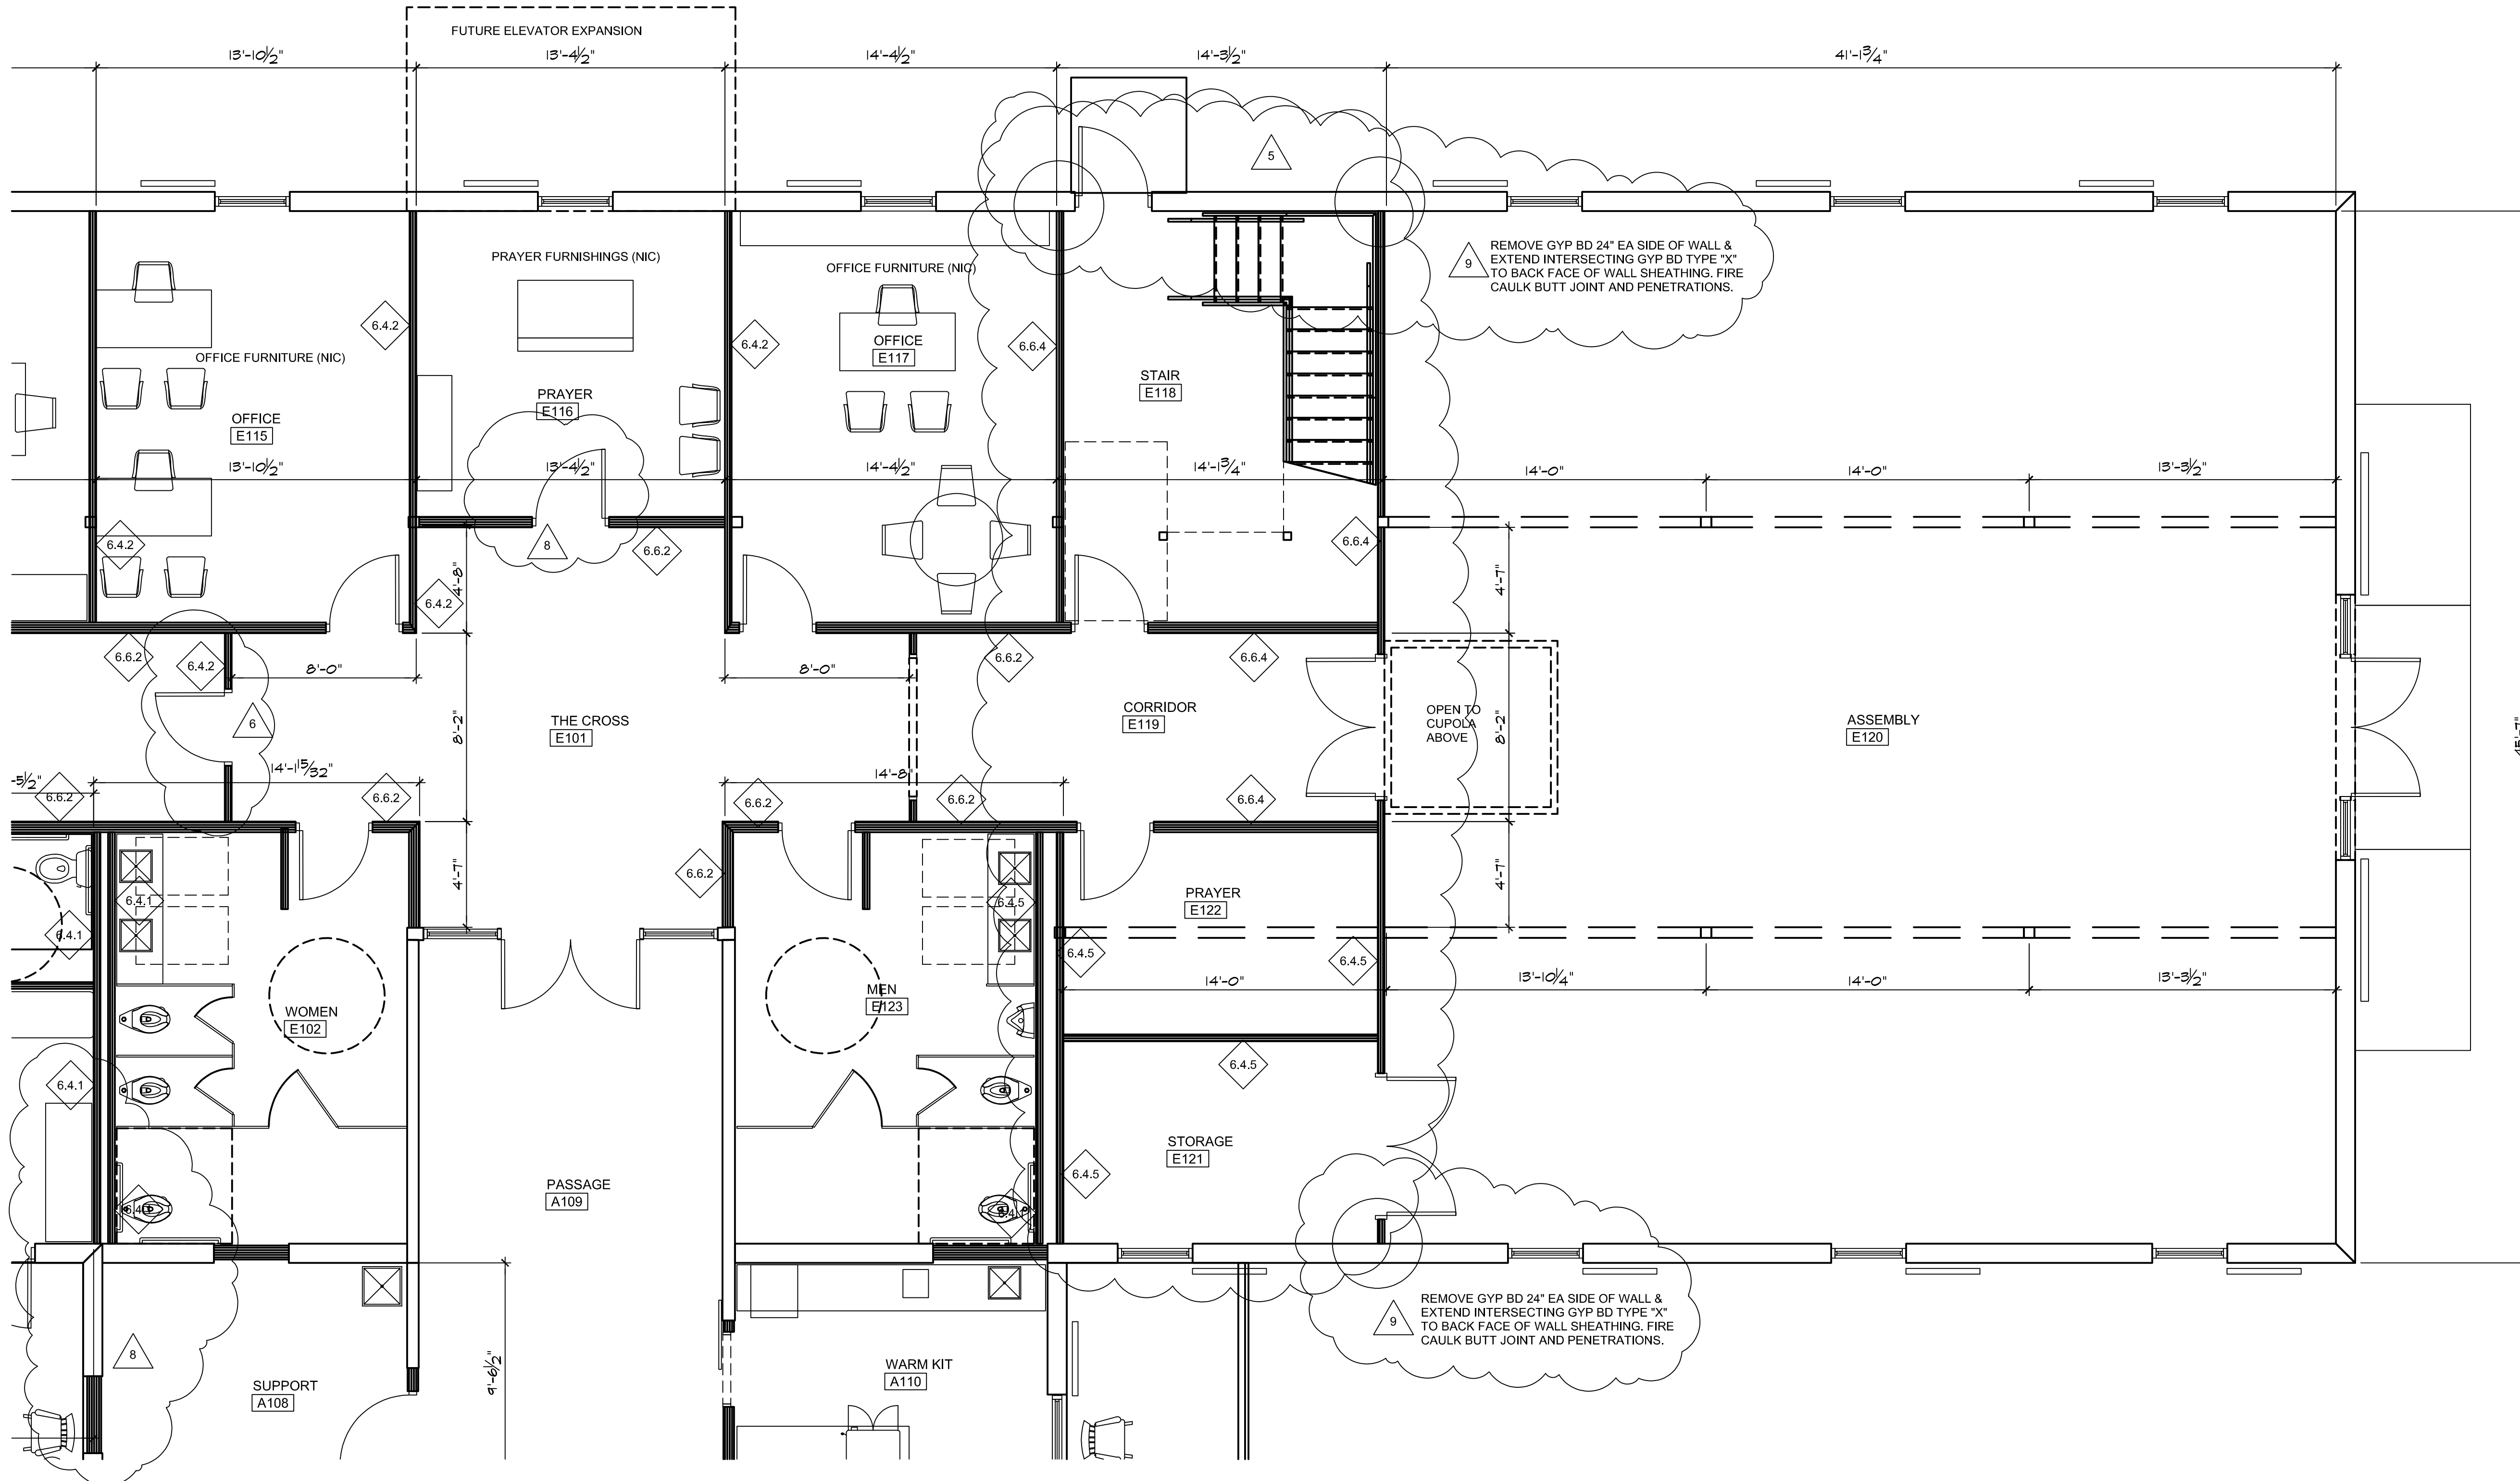 FUTURE ELEVATOR EXPANSION
13'-10½"
13'-4½"
14'-4½"
14'-3½"
41'-1¾"
5
9
REMOVE GYP BD 24" EA SIDE OF WALL &
EXTEND INTERSECTING GYP BD TYPE "X"
TO BACK FACE OF WALL SHEATHING. FIRE
CAULK BUTT JOINT AND PENETRATIONS.
PRAYER FURNISHINGS (NIC)
OFFICE FURNITURE (NIC)
6.4.2
6.4.2
6.6.4
OFFICE
E117
OFFICE FURNITURE (NIC)
STAIR
E118
PRAYER
E116
OFFICE
E115
13'-10½"
13'-4½"
14'-4½"
14'-1¾"
14'-0"
14'-0"
13'-3½"
6.4.2
8
6.6.2
6.6.4
4'-8"
4'-7"
6.4.2
6.6.2
6.4.2
8'-0"
8'-0"
6.6.2
6.6.4
6
THE CROSS
E101
8'-2"
CORRIDOR
E119
OPEN TO
CUPOLA
ABOVE
8'-2"
ASSEMBLY
E120
45'-7"
-5½"
14'-1 15/32"
14'-8"
6.6.2
6.6.2
6.6.2
6.6.2
6.6.4
4'-7"
6.6.2
4'-7"
6.4.1
6.4.5
PRAYER
E122
6.4.1
6.4.5
6.4.5
14'-0"
13'-10¼"
14'-0"
13'-3½"
WOMEN
E102
MEN
E123
6.4.1
6.4.5
STORAGE
E121
6.4.5
PASSAGE
A109
6.4.1
6.4.1
9
REMOVE GYP BD 24" EA SIDE OF WALL &
EXTEND INTERSECTING GYP BD TYPE "X"
TO BACK FACE OF WALL SHEATHING. FIRE
CAULK BUTT JOINT AND PENETRATIONS.
8
SUPPORT
A108
9'-6½"
WARM KIT
A110